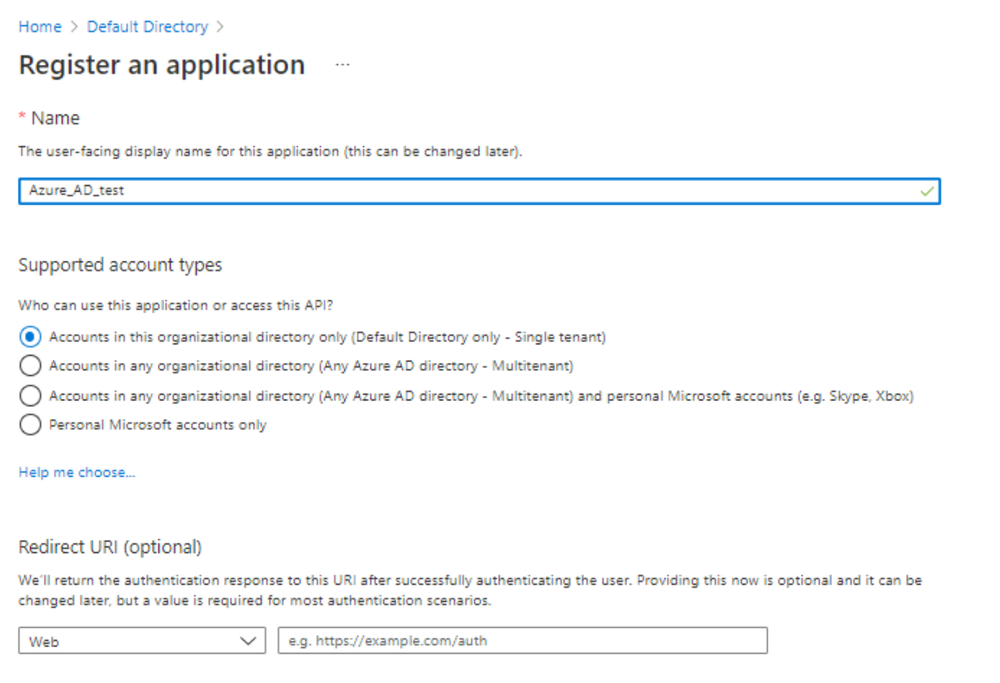 Home > Default Directory >
Register an application ...
* Name
The user-facing display name for this application (this can be changed later).
Azure_AD_test
Supported account types
Who can use this application or access this API?
Accounts in this organizational directory only (Default Directory only - Single tenant)
Accounts in any organizational directory (Any Azure AD directory - Multitenant)
Accounts in any organizational directory (Any Azure AD directory - Multitenant) and personal Microsoft accounts (e.g. Skype, Xbox)
Personal Microsoft accounts only
Help me choose...
Redirect URI (optional)
We'll return the authentication response to this URI after successfully authenticating the user. Providing this now is optional and it can be
changed later, but a value is required for most authentication scenarios.
Web e.g. https://example.com/auth